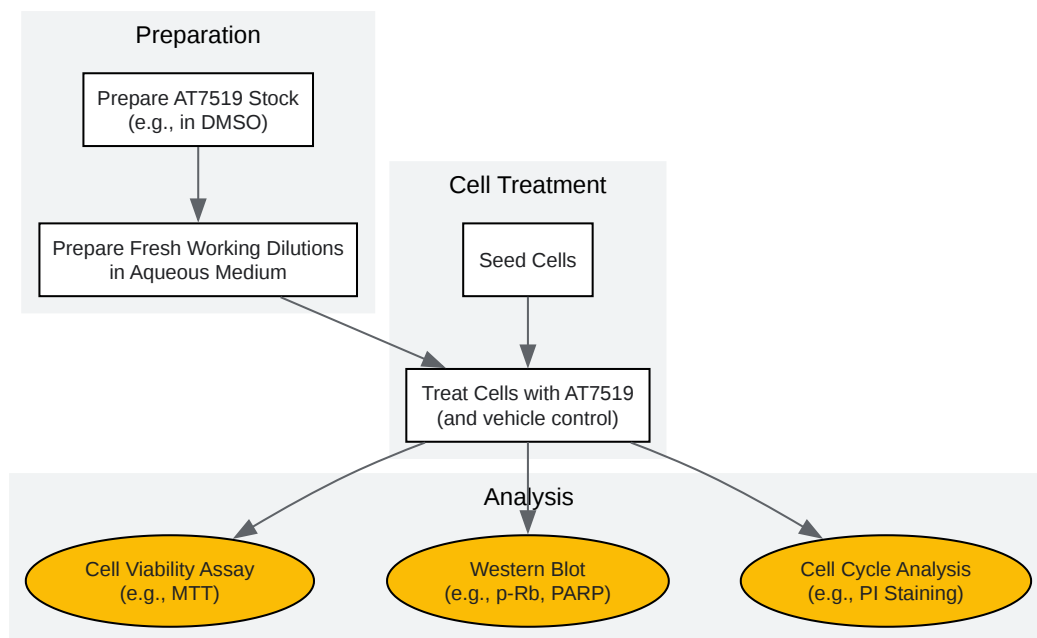 Preparation
Prepare AT7519 Stock
(e.g., in DMSO)
Prepare Fresh Working Dilutions
in Aqueous Medium
Cell Treatment
Seed Cells
Treat Cells with AT7519
(and vehicle control)
Analysis
Cell Viability Assay
(e.g., MTT)
Western Blot
(e.g., p-Rb, PARP)
Cell Cycle Analysis
(e.g., PI Staining)